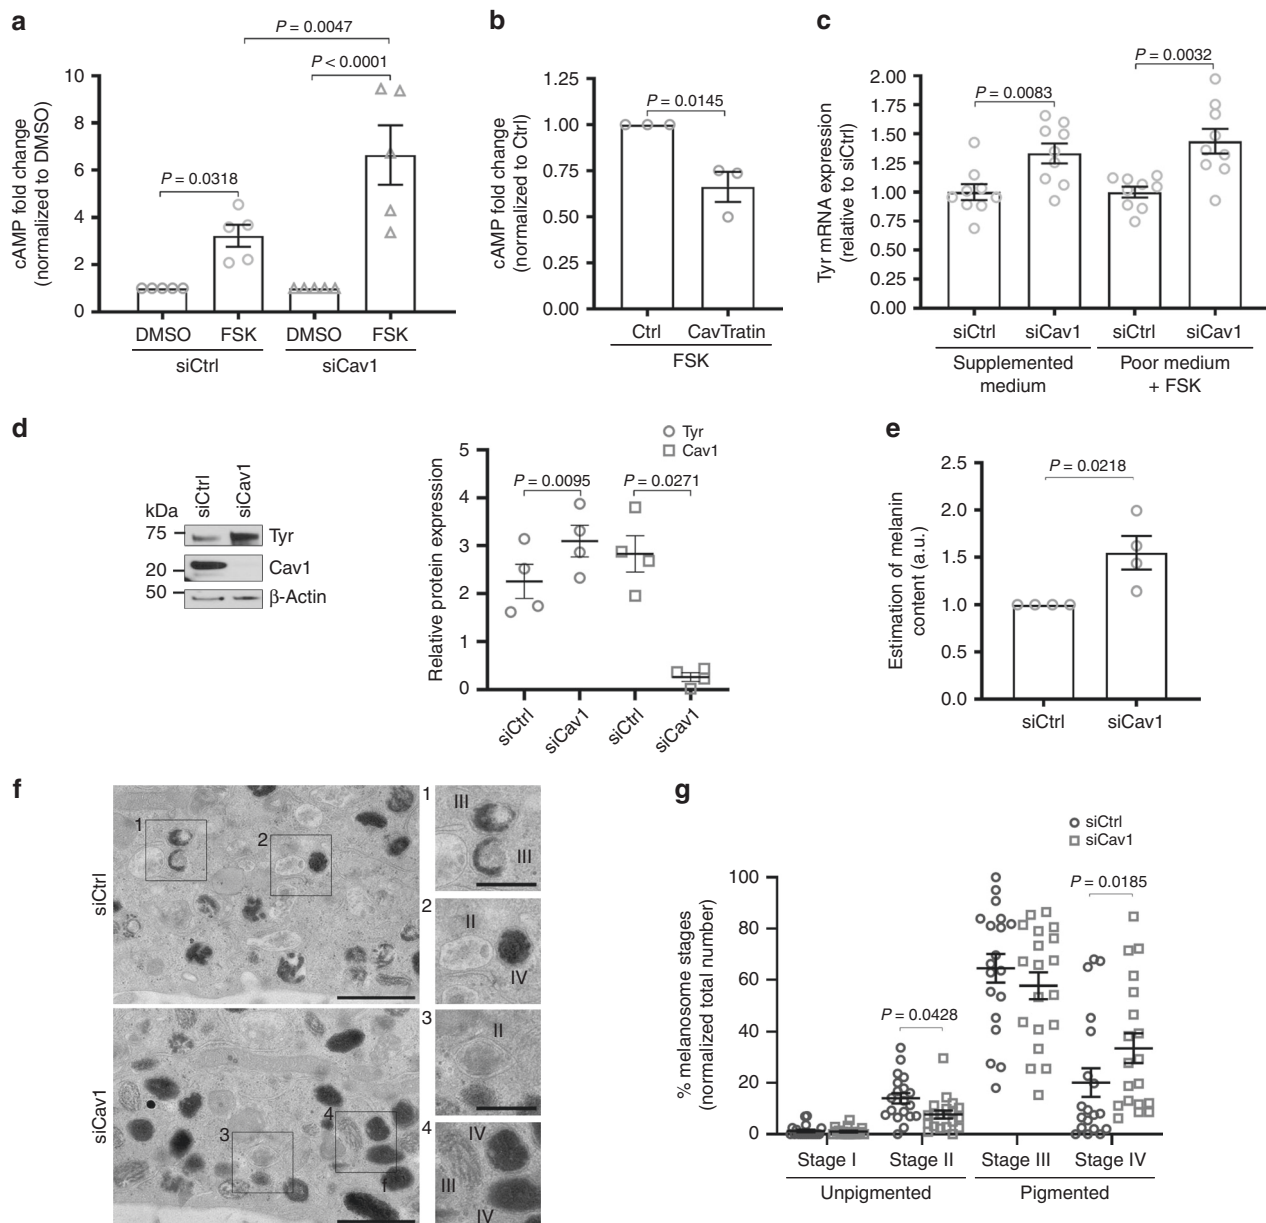 a
P = 0.0047
P < 0.0001
P = 0.0318
cAMP fold change
(normalized to DMSO)
10
8
6
4
2
0
DMSO FSK DMSO FSK
siCtrl siCav1
b
P = 0.0145
cAMP fold change
(normalized to Ctrl)
1.25
1.00
0.75
0.50
0.25
0.00
Ctrl CavTratin
FSK
c
P = 0.0083
P = 0.0032
Tyr mRNA expression
(relative to siCtrl)
2.00
1.75
1.50
1.25
1.00
0.75
0.50
0.25
0.00
siCtrl siCav1 siCtrl siCav1
Supplemented
medium
Poor medium
+ FSK
d
siCtrl
siCav1
kDa
75
Tyr
20
Cav1
50
β-Actin
Tyr
Cav1
P = 0.0095
P = 0.0271
Relative protein expression
5
4
3
2
1
0
siCtrl
siCav1
siCtrl
siCav1
e
P = 0.0218
Estimation of melanin
content (a.u.)
2.5
2.0
1.5
1.0
0.5
0.0
siCtrl siCav1
f
siCtrl
1
2
1
III
III
2
II
IV
siCav1
3
4
f
3
II
4
IV
III
IV
g
siCtrl
siCav1
P = 0.0185
P = 0.0428
% melanosome stages
(normalized total number)
100
80
60
40
20
0
Stage I Stage II Stage III Stage IV
Unpigmented Pigmented